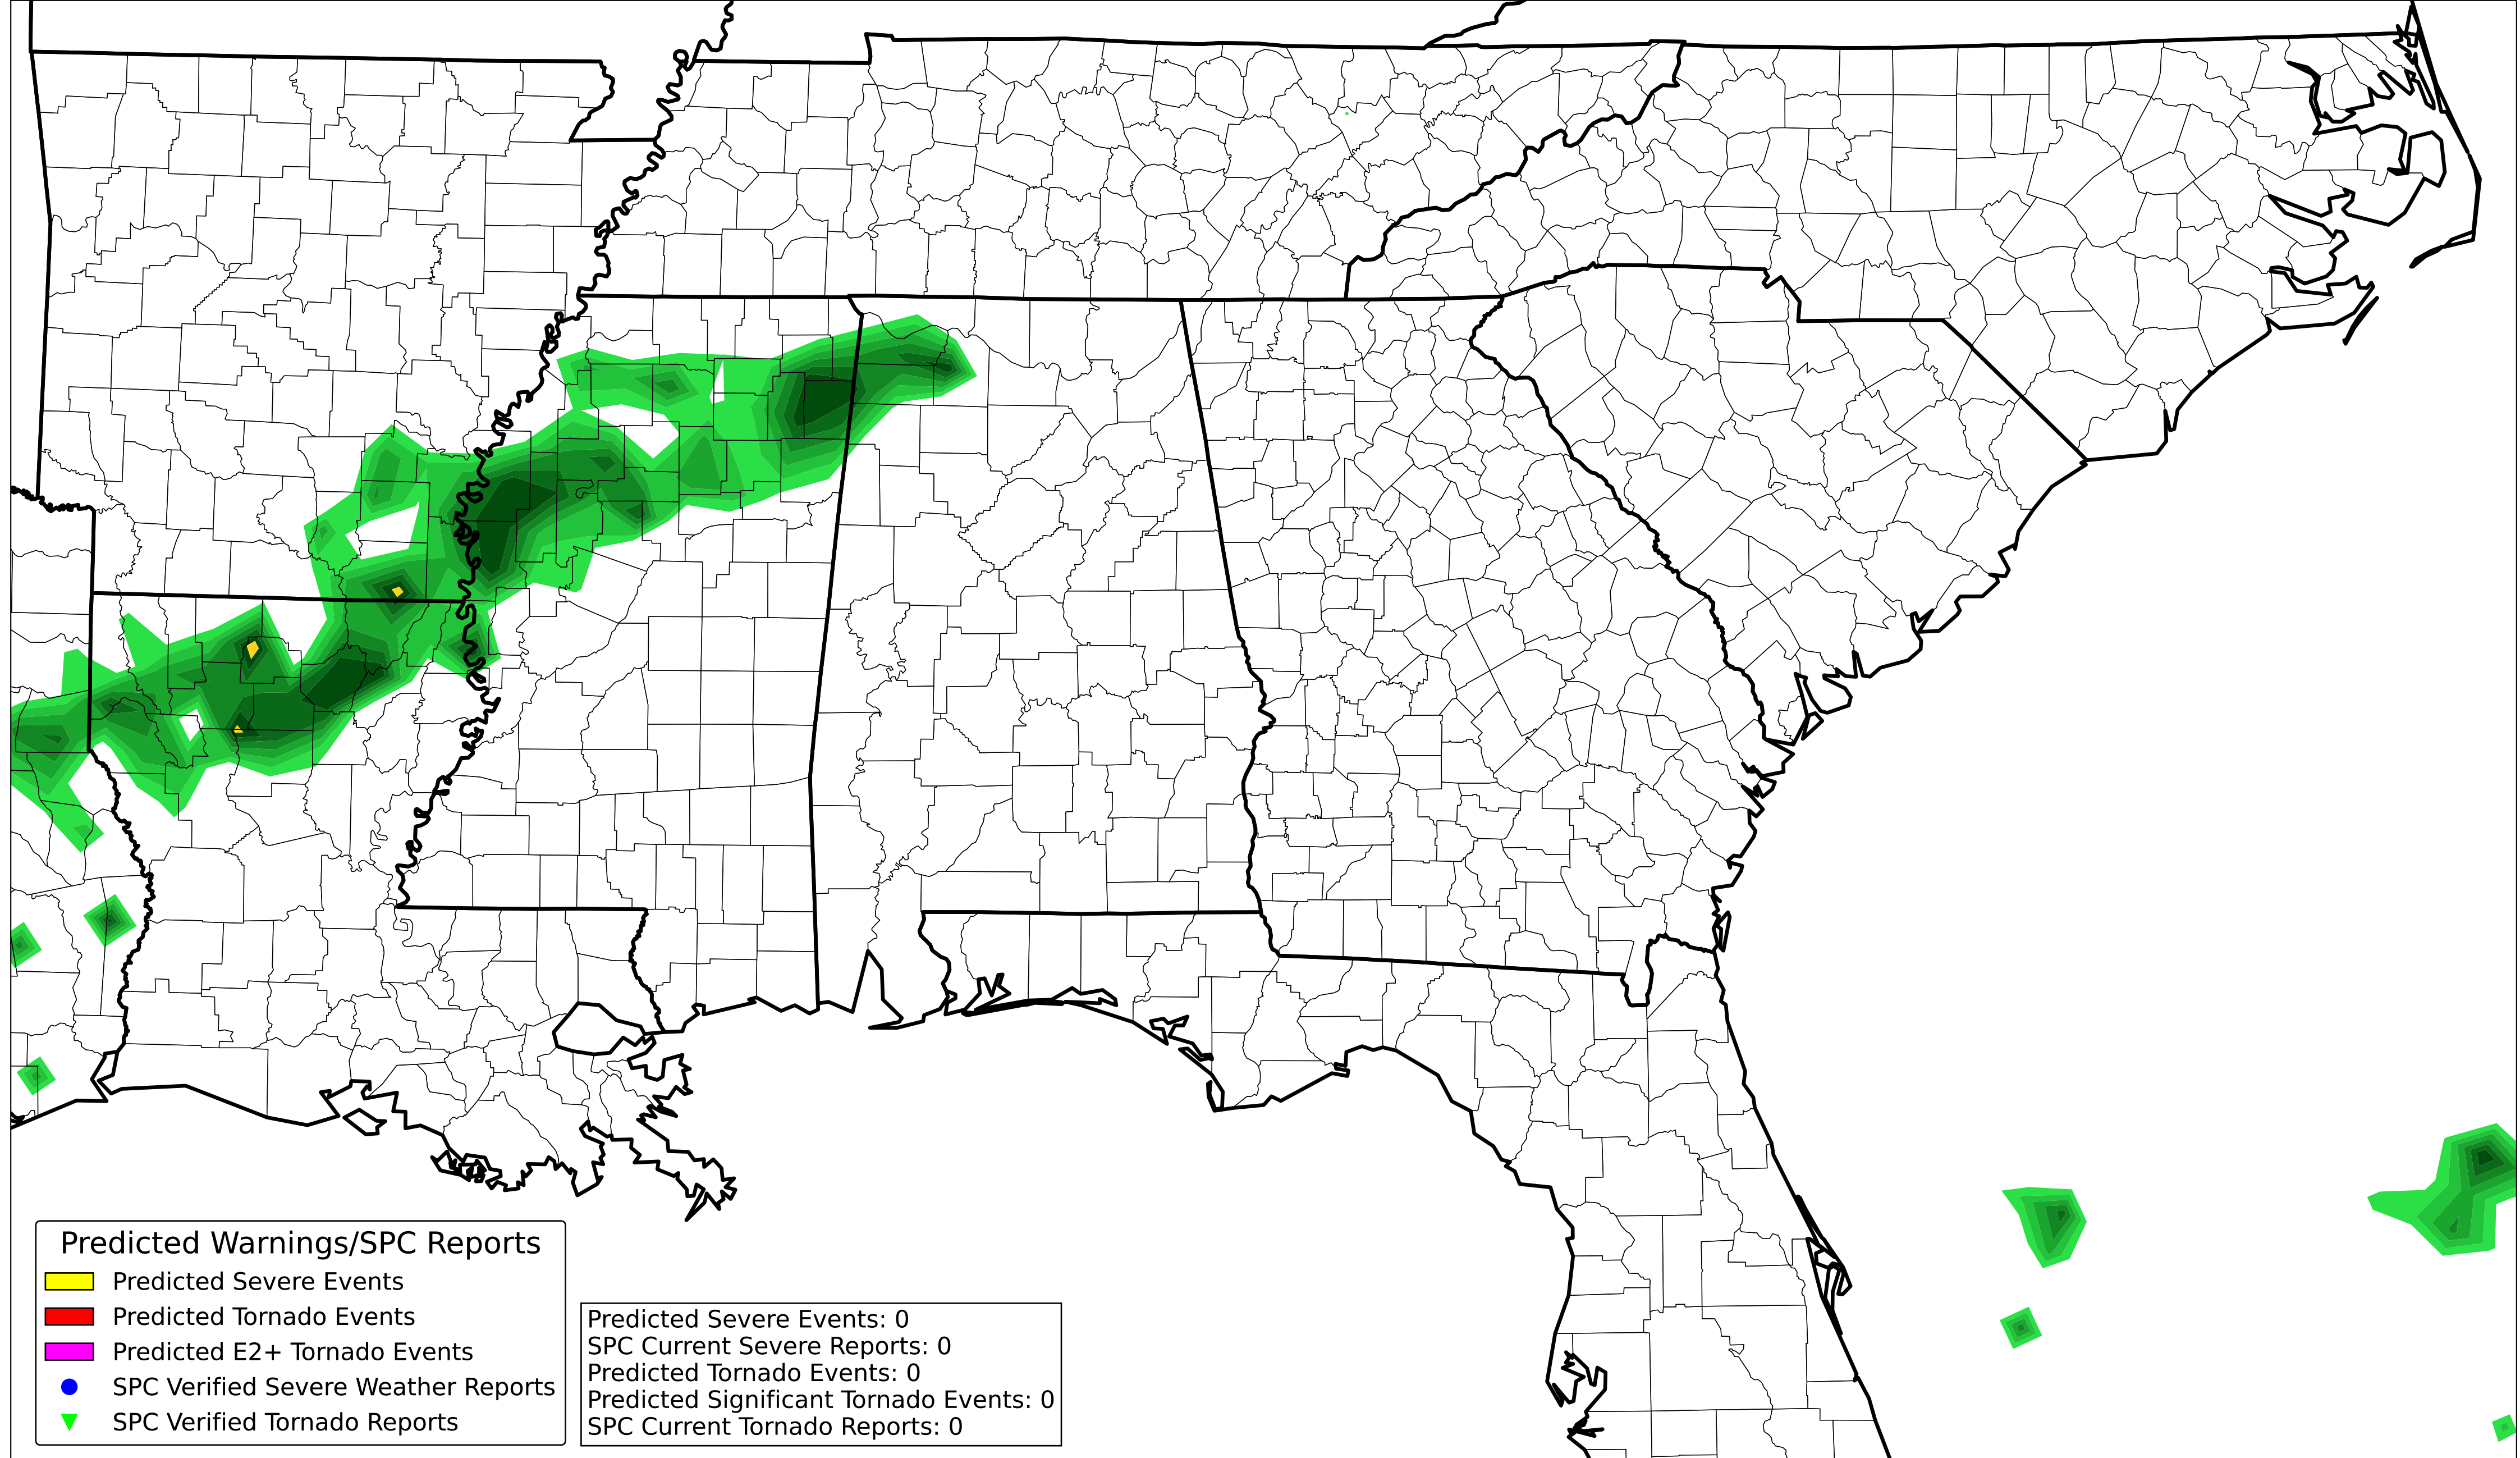 Predicted Warnings/SPC Reports
Predicted Severe Events
Predicted Tornado Events
Predicted E2+ Tornado Events
SPC Verified Severe Weather Reports
SPC Verified Tornado Reports
Predicted Severe Events: 0
SPC Current Severe Reports: 0
Predicted Tornado Events: 0
Predicted Significant Tornado Events: 0
SPC Current Tornado Reports: 0